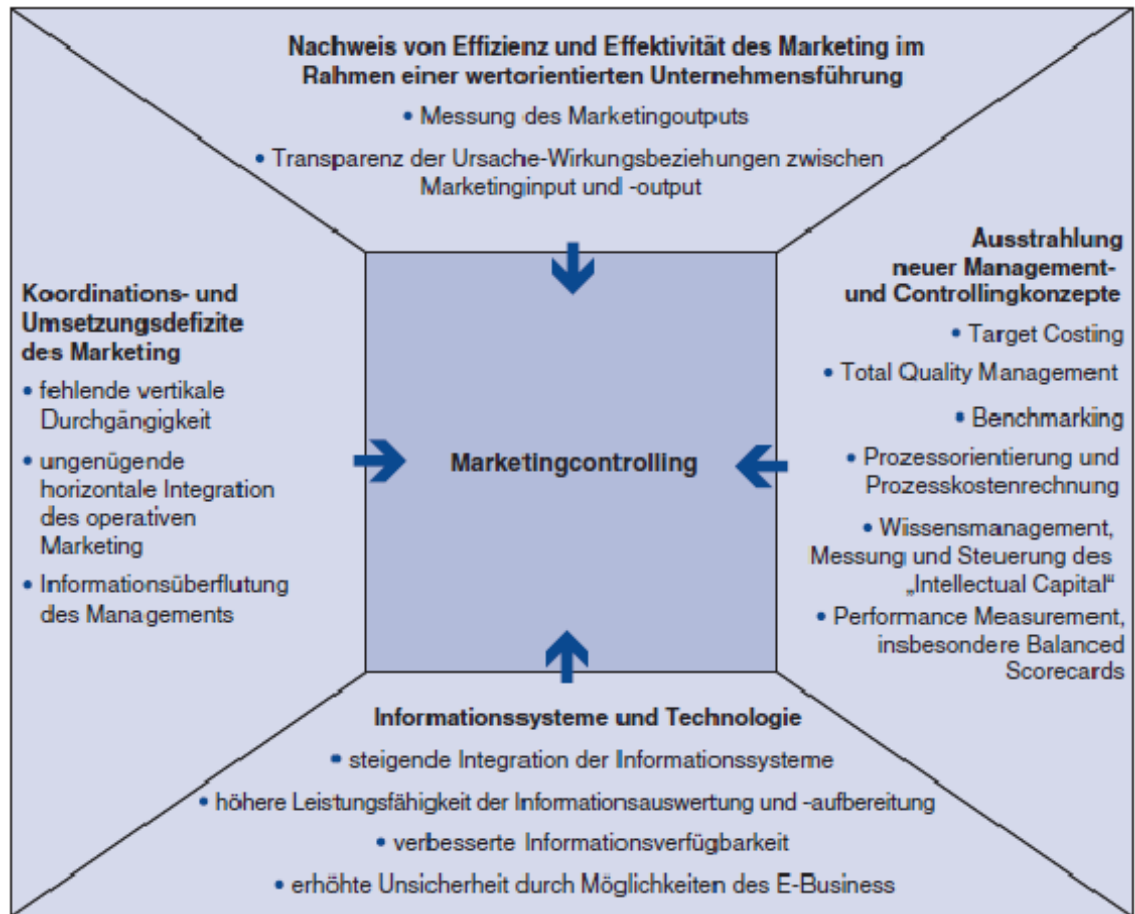 Nachweis von Effizienz und Effektivität des Marketing im
Rahmen einer wertorientierten Unternehmensführung
• Messung des Marketingoutputs
• Transparenz der Ursache-Wirkungsbeziehungen zwischen
Marketinginput und -output
Koordinations- und
Umsetzungsdefizite
des Marketing
• fehlende vertikale
Durchgängigkeit
• ungenügende
horizontale Integration
des operativen
Marketing
• Informationsüberflutung
des Managements
Marketingcontrolling
Ausstrahlung
neuer Management-
und Controllingkonzepte
• Target Costing
• Total Quality Management
• Benchmarking
• Prozessorientierung und
Prozesskostenrechnung
• Wissensmanagement,
Messung und Steuerung des
„Intellectual Capital“
• Performance Measurement,
insbesondere Balanced
Scorecards
Informationssysteme und Technologie
• steigende Integration der Informationssysteme
• höhere Leistungsfähigkeit der Informationsauswertung und -aufbereitung
• verbesserte Informationsverfügbarkeit
• erhöhte Unsicherheit durch Möglichkeiten des E-Business